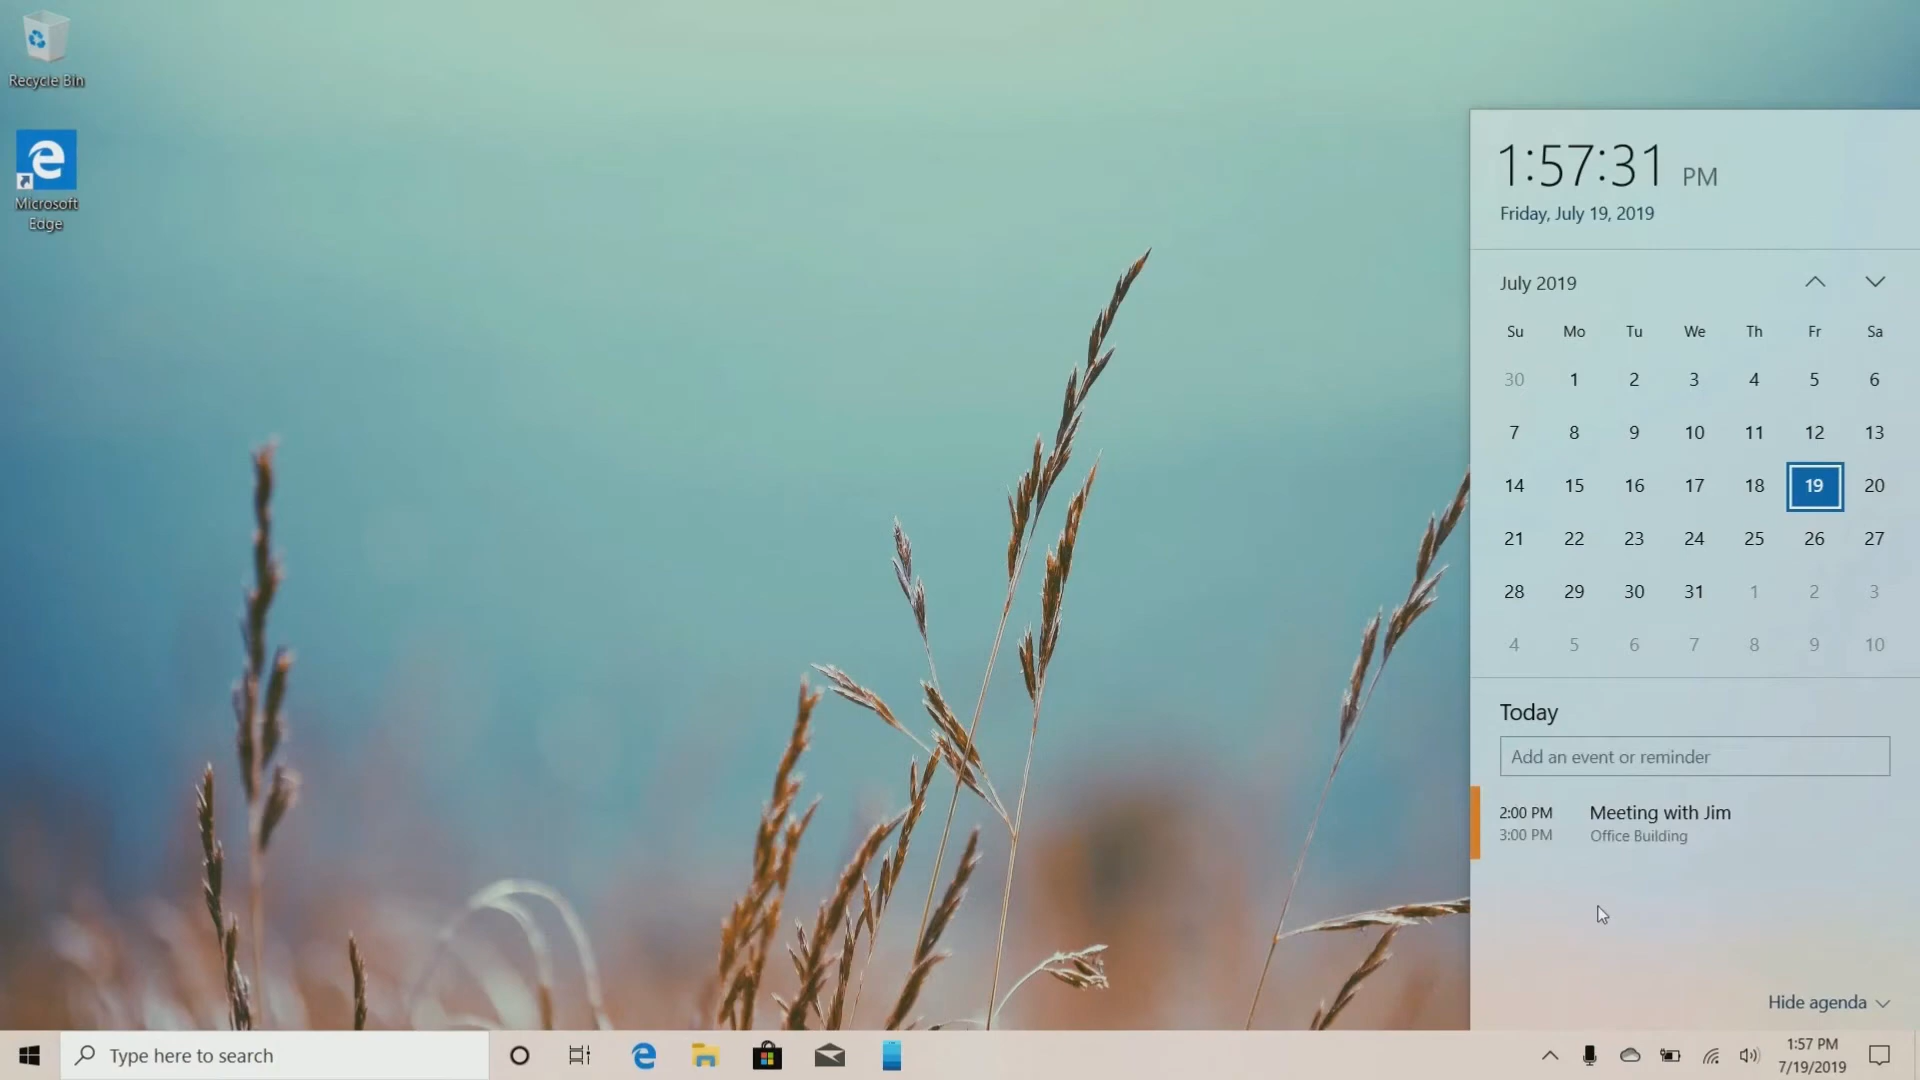 Recycle Bin
Microsoft
Edge
1:57:31 PM
Friday, July 19, 2019
July 2019
Su Mo Tu We Th Fr Sa
30 1 2 3 4 5 6
7 8 9 10 11 12 13
14 15 16 17 18 19 20
21 22 23 24 25 26 27
28 29 30 31 1 2 3
4 5 6 7 8 9 10
Today
Add an event or reminder
2:00 PM Meeting with Jim
3:00 PM Office Building
Hide agenda
Type here to search
1:57 PM
7/19/2019